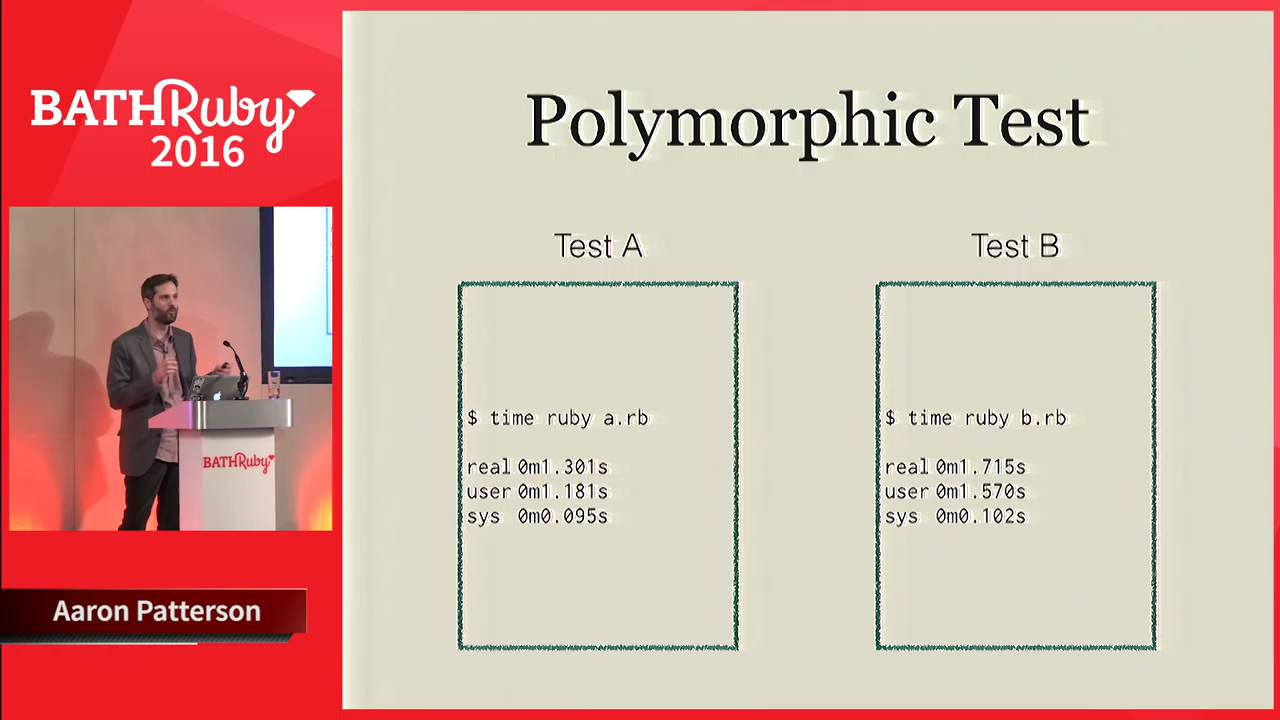 BATHRuby
2016
Polymorphic Test
Test A
$ time ruby a.rb
real 0m1.301s
user 0m1.181s
sys 0m0.095s
Test B
$ time ruby b.rb
real 0m1.715s
user 0m1.570s
sys 0m0.102s
BATHRuby
Aaron Patterson